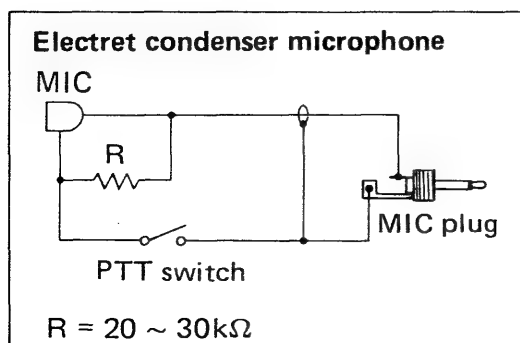 Electret condenser microphone
MIC
R
MIC plug
PTT switch
R = 20 ~ 30kΩ